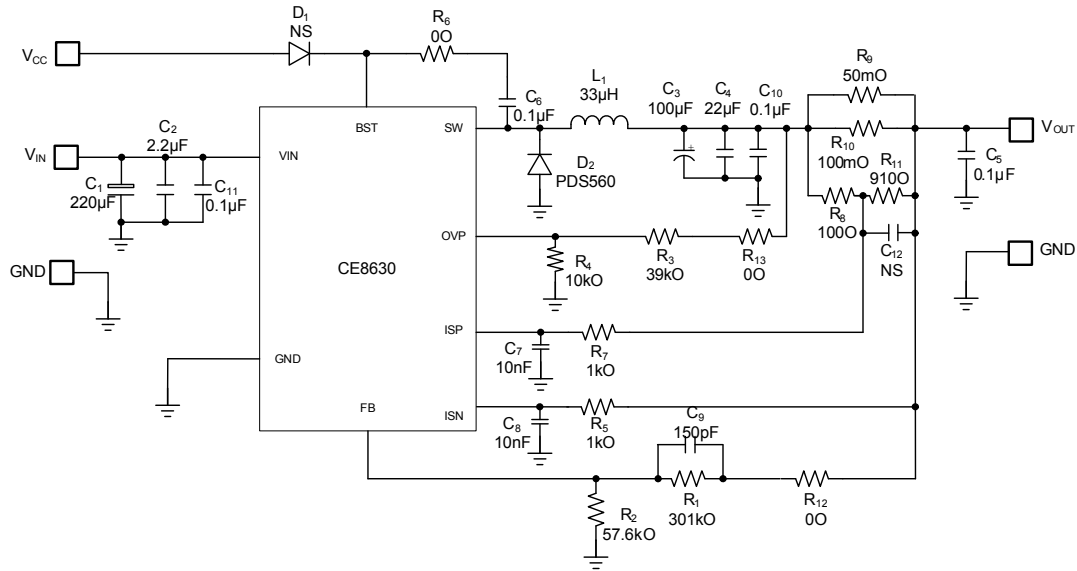 D1
NS
R6
0O
VCC
R9
50mO
L1
33μH
C3
100μF
C4
22μF
C10
0.1μF
C6
0.1μF
BST
SW
VOUT
R10
100mO
R11
910O
C2
2.2μF
VIN
VIN
D2
PDS560
C5
0.1μF
C1
220μF
C11
0.1μF
R8
100O
C12
NS
OVP
R4
10kO
R3
39kO
R13
0O
GND
GND
CE8630
ISP
C7
10nF
R7
1kO
GND
FB
ISN
C8
10nF
R5
1kO
C9
150pF
R2
57.6kO
R1
301kO
R12
0O